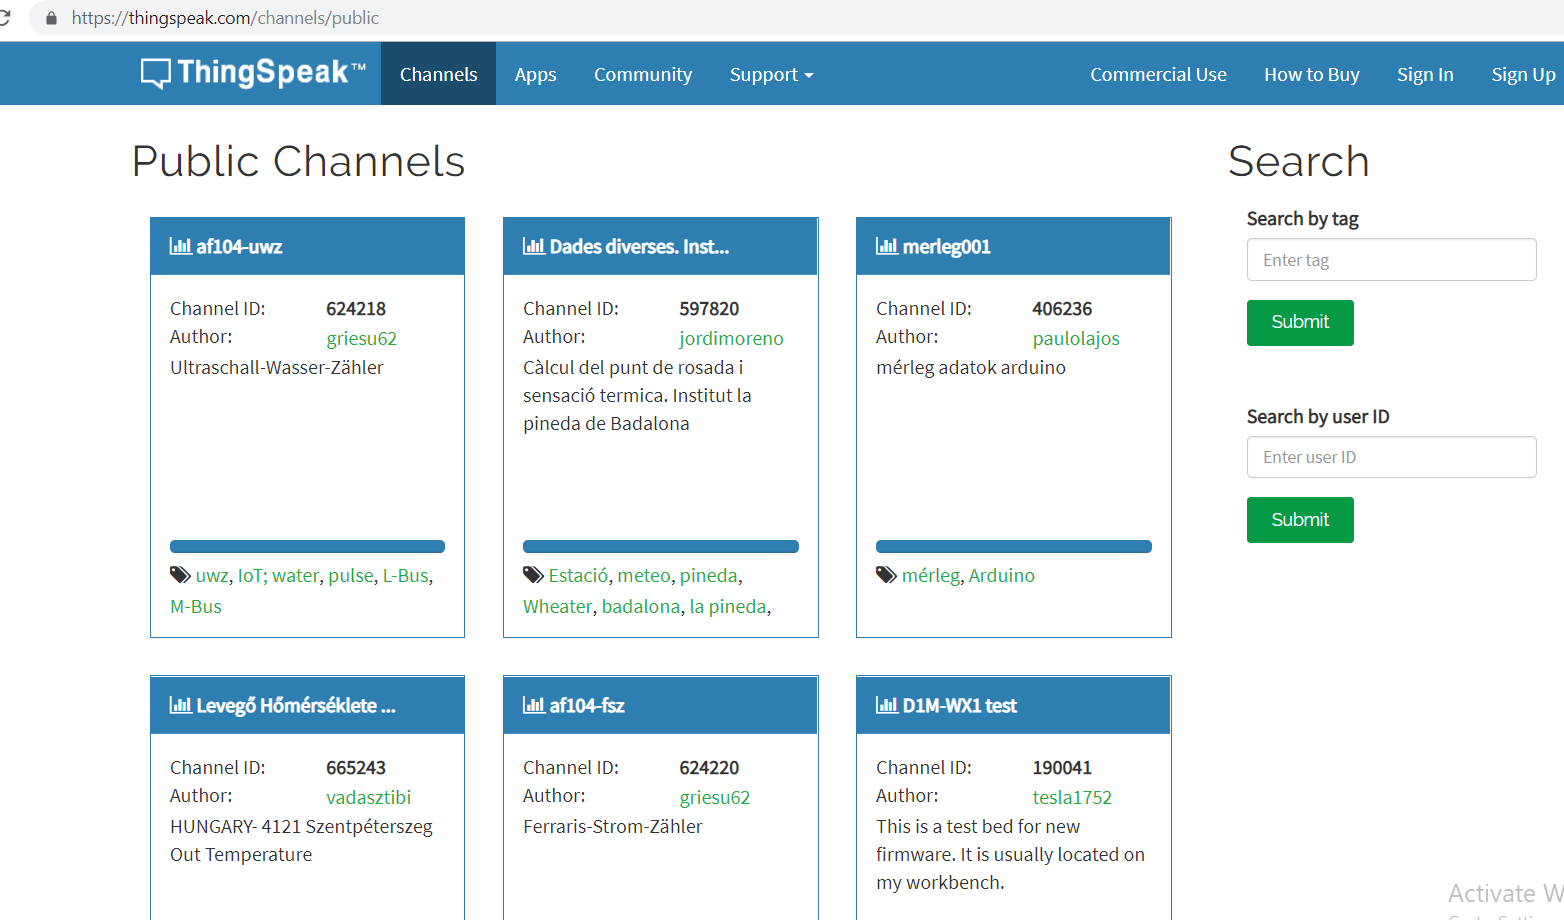 https://thingspeak.com/channels/public
ThingSpeak™ Channels Apps Community Support Commercial Use How to Buy Sign In Sign Up
Public Channels
af104-uwz
Channel ID: 624218
Author: griesu62
Ultraschall-Wasser-Zähler
uwz, IoT; water, pulse, L-Bus,
M-Bus
Dades diverses. Inst...
Channel ID: 597820
Author: jordimoreno
Càlcul del punt de rosada i
sensació termica. Institut la
pineda de Badalona
Estació, meteo, pineda,
Wheater, badalona, la pineda,
merleg001
Channel ID: 406236
Author: paulolajos
mérleg adatok arduino
mérleg, Arduino
Levegő Hőmérséklete ...
Channel ID: 665243
Author: vadasztibi
HUNGARY- 4121 Szentpéterszeg
Out Temperature
af104-fsz
Channel ID: 624220
Author: griesu62
Ferraris-Strom-Zähler
D1M-WX1 test
Channel ID: 190041
Author: tesla1752
This is a test bed for new
firmware. It is usually located on
my workbench.
Search
Search by tag
Enter tag
Submit
Search by user ID
Enter user ID
Submit
Activate W